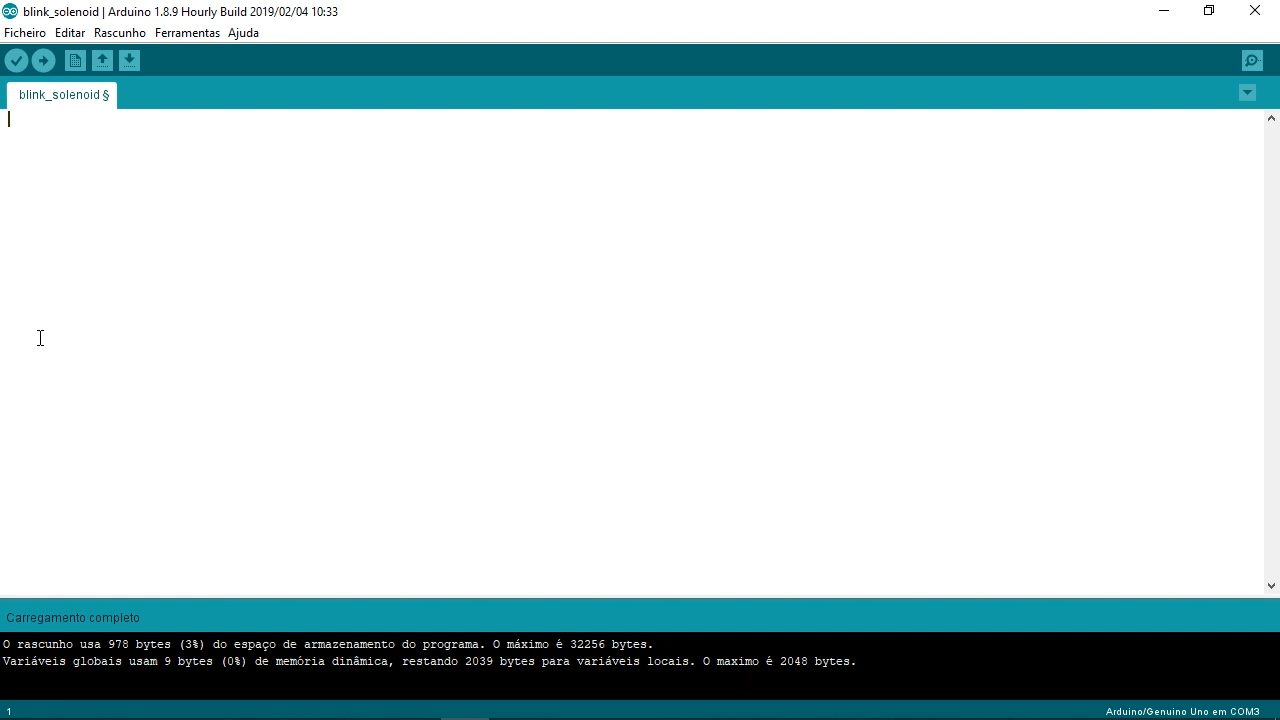 blink_solenoid | Arduino 1.8.9 Hourly Build 2019/02/04 10:33
Ficheiro Editar Rascunho Ferramentas Ajuda
blink_solenoid §
Carregamento completo
O rascunho usa 978 bytes (3%) do espaço de armazenamento do programa. O máximo é 32256 bytes.
Variáveis globais usam 9 bytes (0%) de memória dinâmica, restando 2039 bytes para variáveis locais. O maximo é 2048 bytes.
1
Arduino/Genuino Uno em COM3